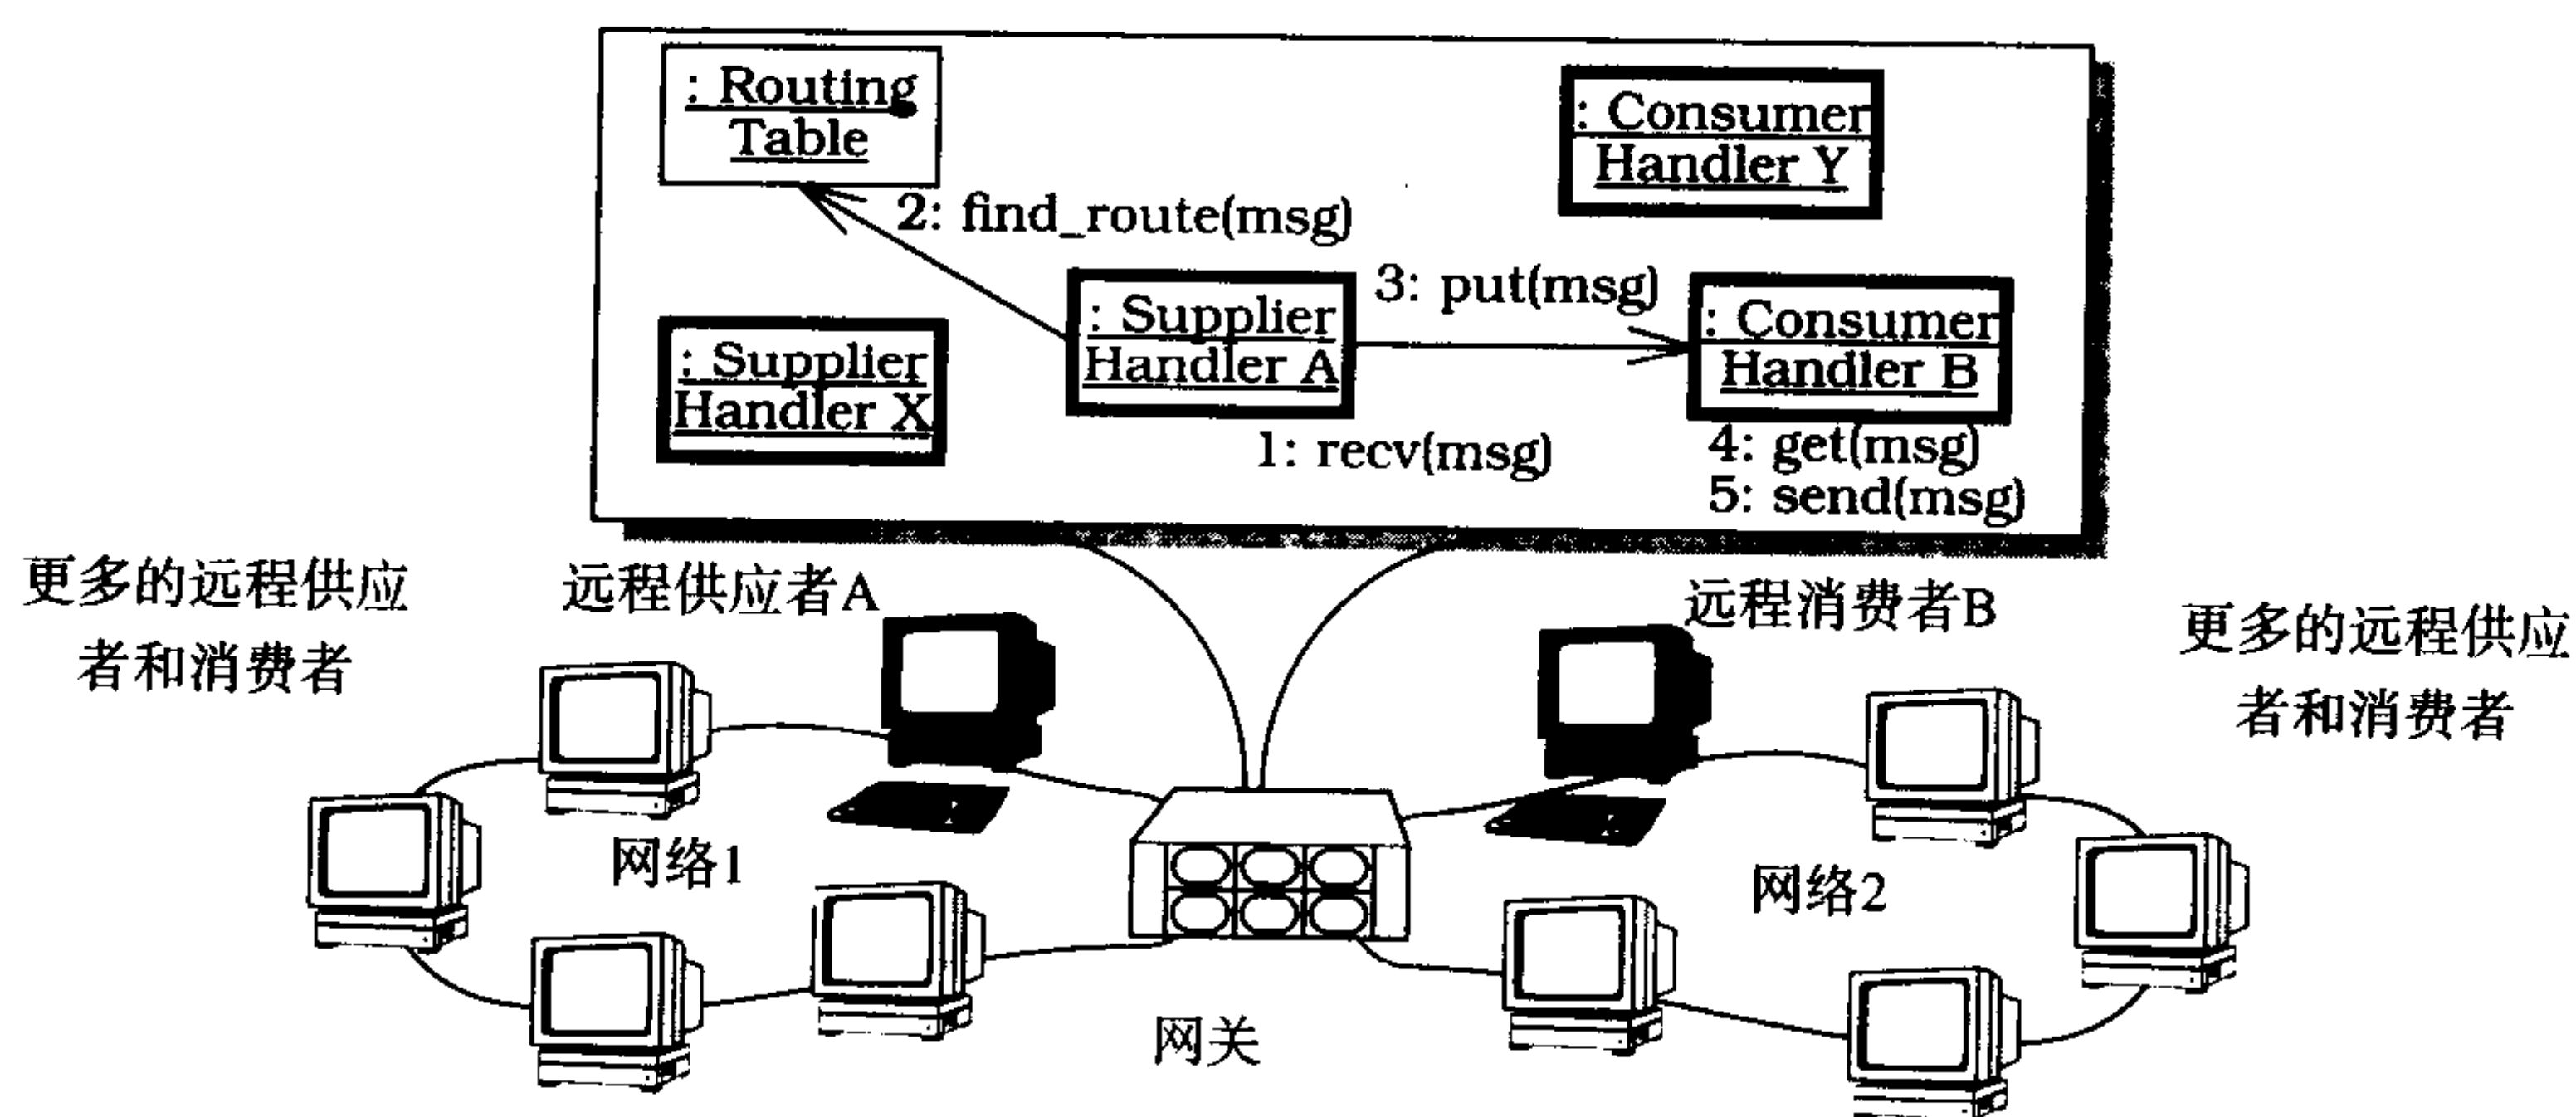 : Routing
Table
: Consumer
Handler Y
2: find_route(msg)
3: put(msg)
: Supplier
Handler A
: Consumer
Handler B
: Supplier
Handler X
1: recv(msg)
4: get(msg)
5: send(msg)
更多的远程供应
者和消费者
远程供应者A
远程消费者B
更多的远程供应
者和消费者
网络1
网络2
网关